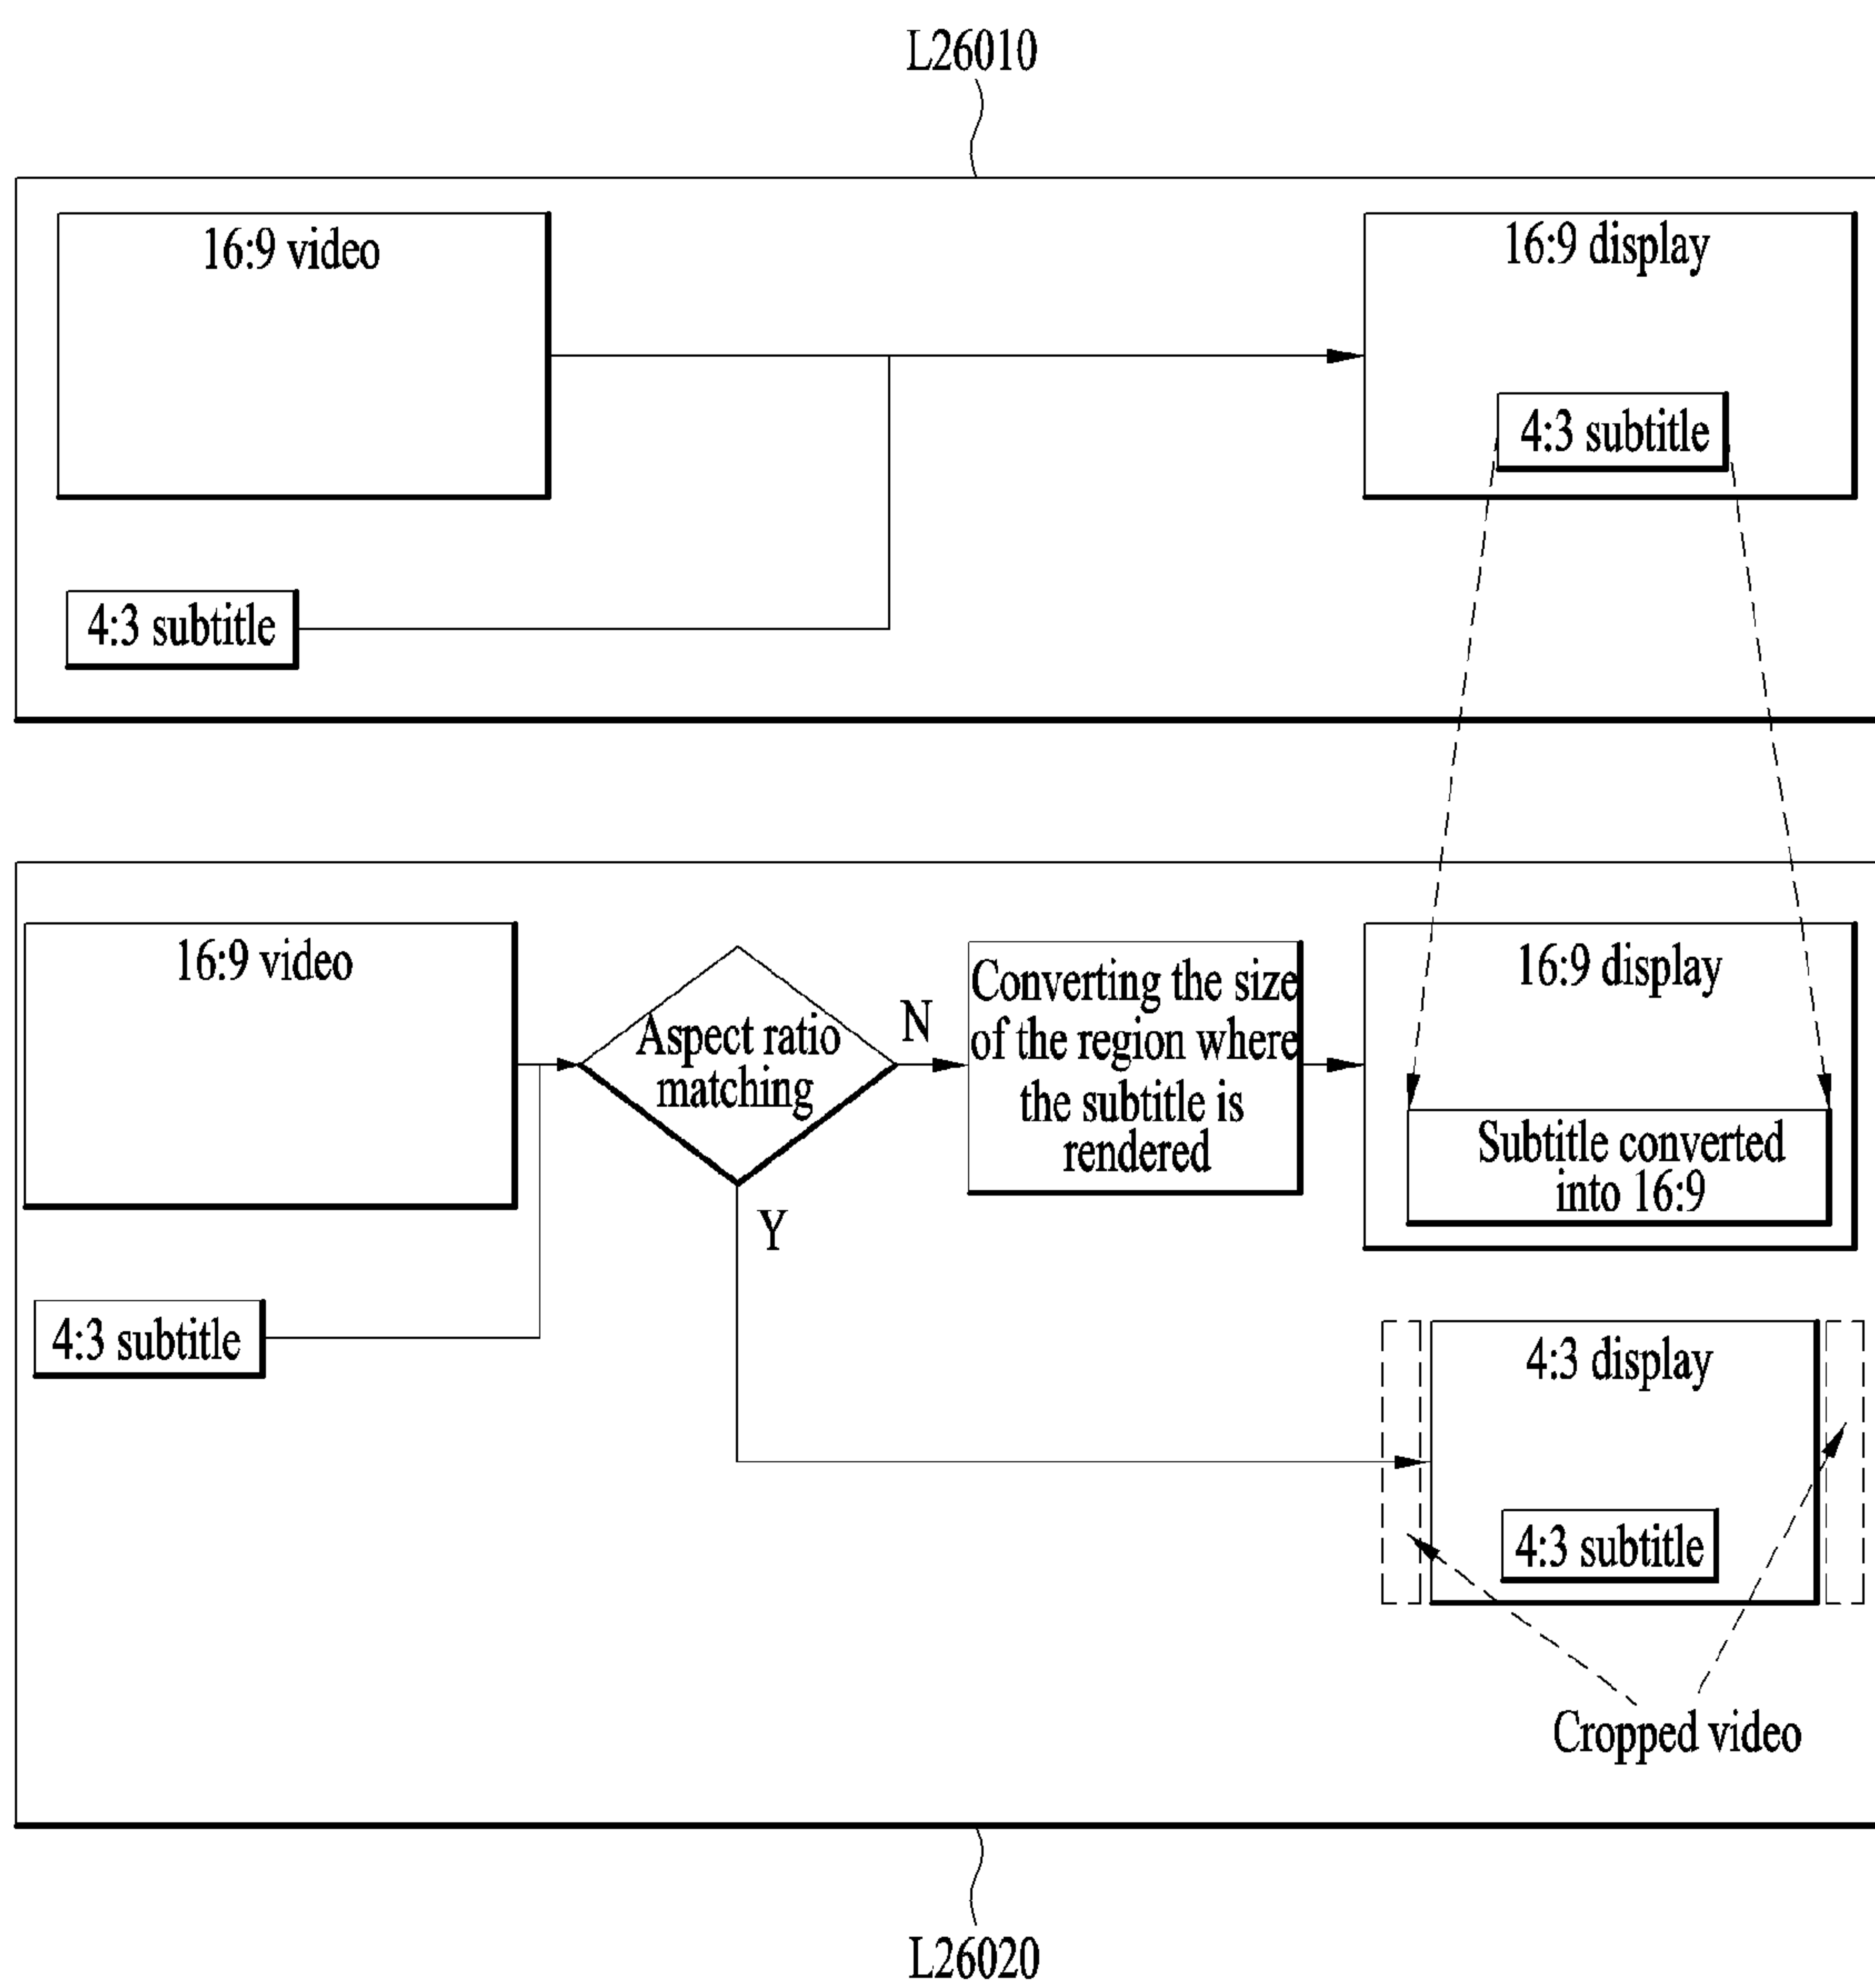 L26010
16:9 video
16:9 display
4:3 subtitle
4:3 subtitle
16:9 video
Aspect ratio
matching
N
Y
Converting the size
of the region where
the subtitle is
rendered
16:9 display
Subtitle converted
into 16:9
4:3 subtitle
4:3 display
4:3 subtitle
Cropped video
L26020